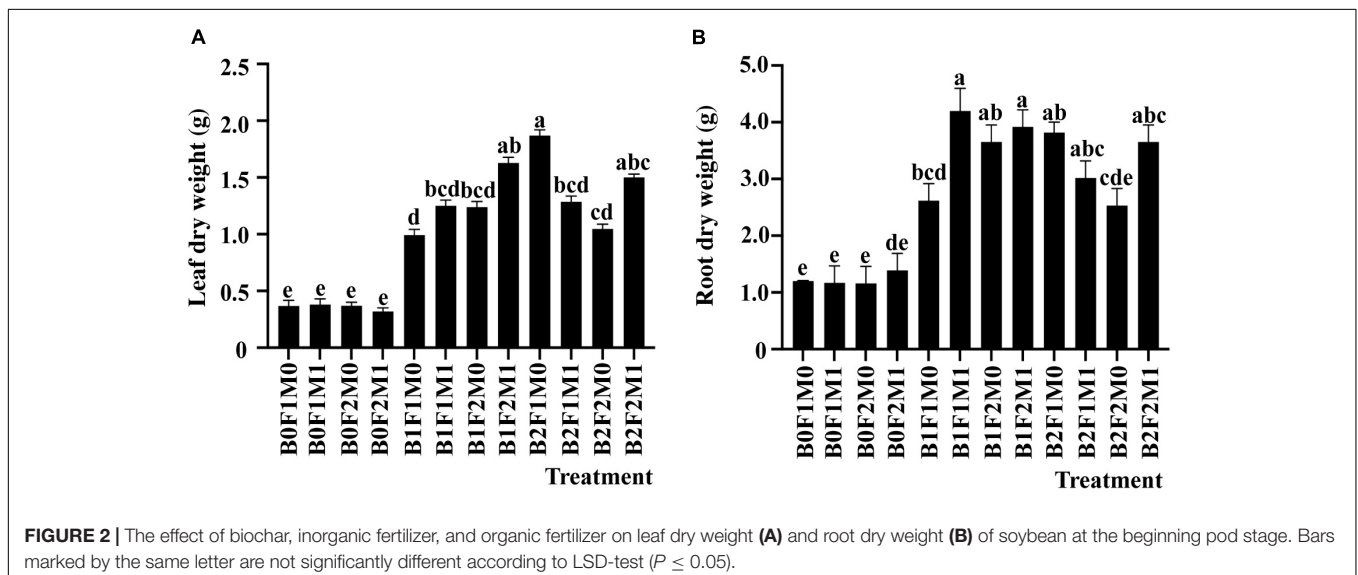 A
Leaf dry weight (g)
2.5
2.0
1.5
1.0
0.5
0
e
e
e
e
d
bcd
bcd
ab
a
bcd
cd
abc
B0F1M0
B0F1M1
B0F2M0
B0F2M1
B1F1M0
B1F1M1
B1F2M0
B1F2M1
B2F1M0
B2F1M1
B2F2M0
B2F2M1
Treatment
B
Root dry weight (g)
5.0
4.0
3.0
2.0
1.0
0
e
e
e
de
bcd
a
ab
a
ab
abc
cde
abc
B0F1M0
B0F1M1
B0F2M0
B0F2M1
B1F1M0
B1F1M1
B1F2M0
B1F2M1
B2F1M0
B2F1M1
B2F2M0
B2F2M1
Treatment
FIGURE 2 | The effect of biochar, inorganic fertilizer, and organic fertilizer on leaf dry weight (A) and root dry weight (B) of soybean at the beginning pod stage. Bars
marked by the same letter are not significantly different according to LSD-test (P ≤ 0.05).